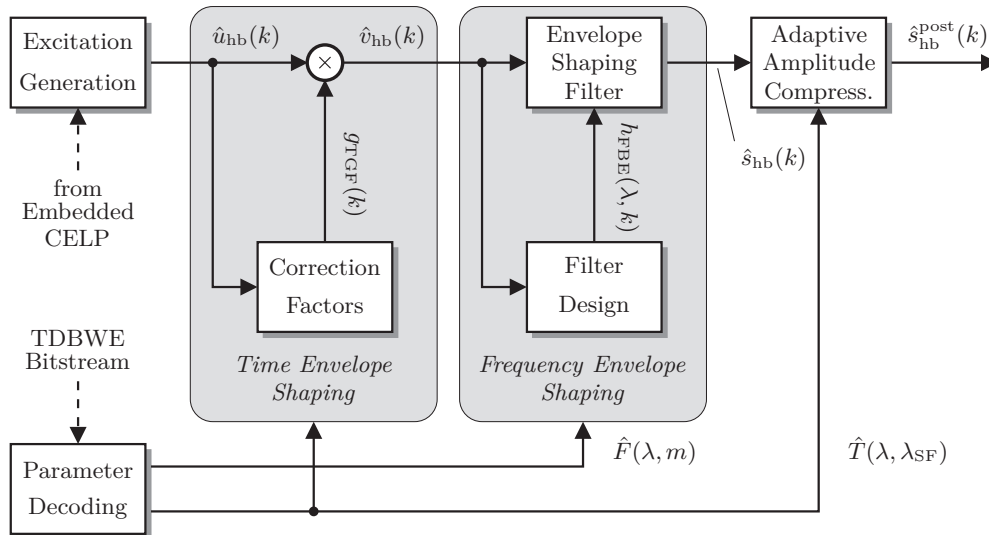 Excitation
Generation
û_hb(k)
×
v̂_hb(k)
Envelope
Shaping
Filter
Adaptive
Amplitude
Compress.
ŝ_hb^post(k)
from
Embedded
CELP
g_TGF(k)
h_FBE(λ, k)
ŝ_hb(k)
Correction
Factors
Filter
Design
TDBWE
Bitstream
Time Envelope
Shaping
Frequency Envelope
Shaping
Parameter
Decoding
F̂(λ, m)
T̂(λ, λ_SF)